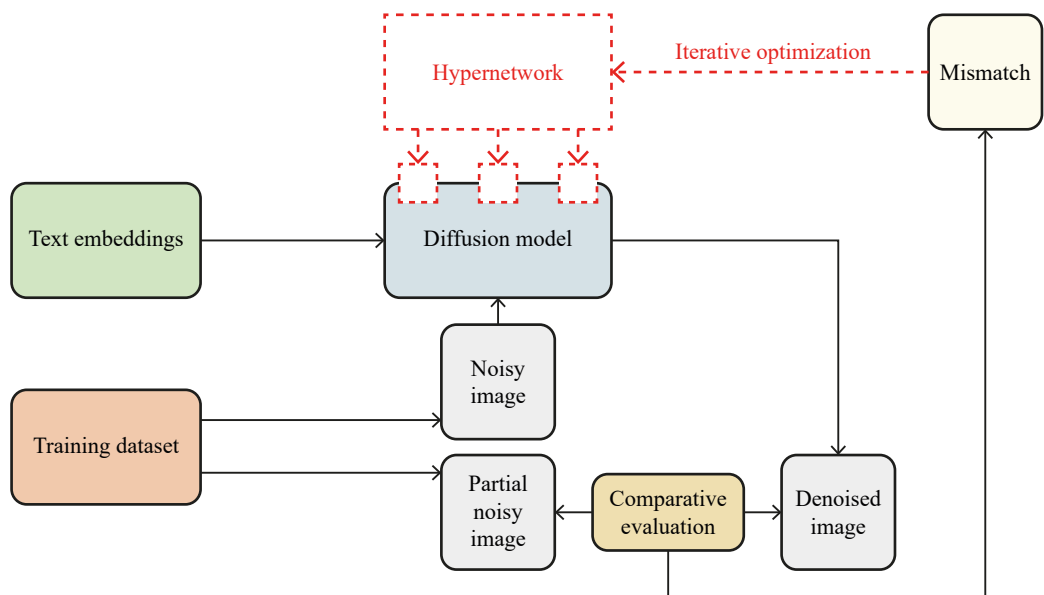 Iterative optimization
Hypernetwork
Mismatch
Text embeddings
Diffusion model
Noisy
image
Training dataset
Partial
noisy
image
Comparative
evaluation
Denoised
image